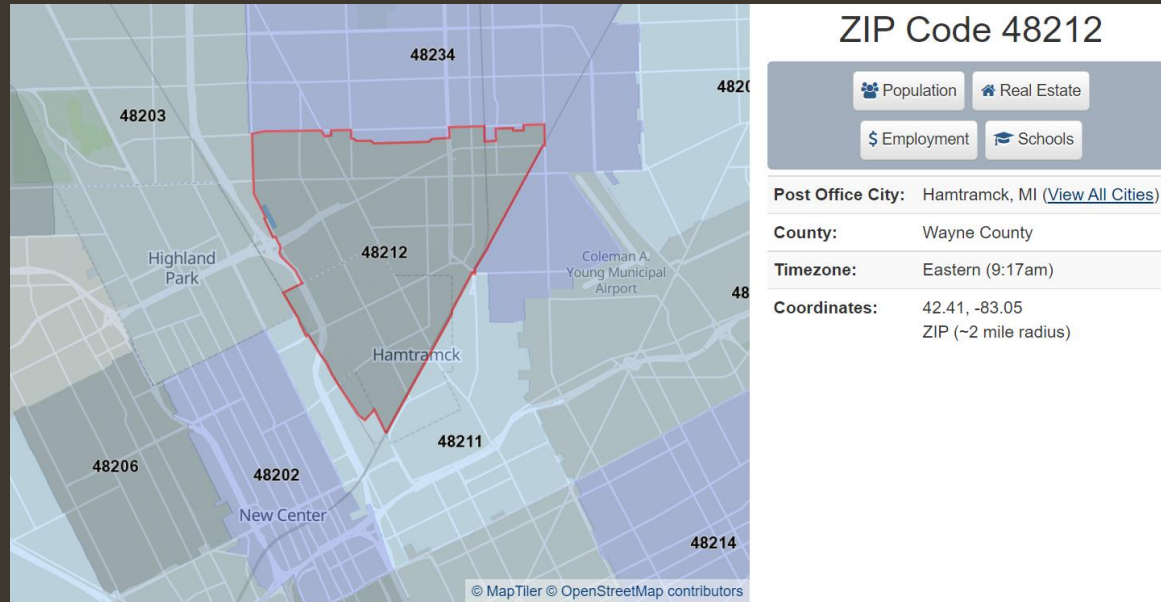 48234
4820
48203
48212
Highland
Park
Coleman A.
Young Municipal
Airport
48
Hamtramck
48211
48206
48202
New Center
48214
© MapTiler © OpenStreetMap contributors
ZIP Code 48212
Population
Real Estate
$ Employment
Schools
Post Office City: Hamtramck, MI (View All Cities)
County: Wayne County
Timezone: Eastern (9:17am)
Coordinates: 42.41, -83.05
ZIP (~2 mile radius)